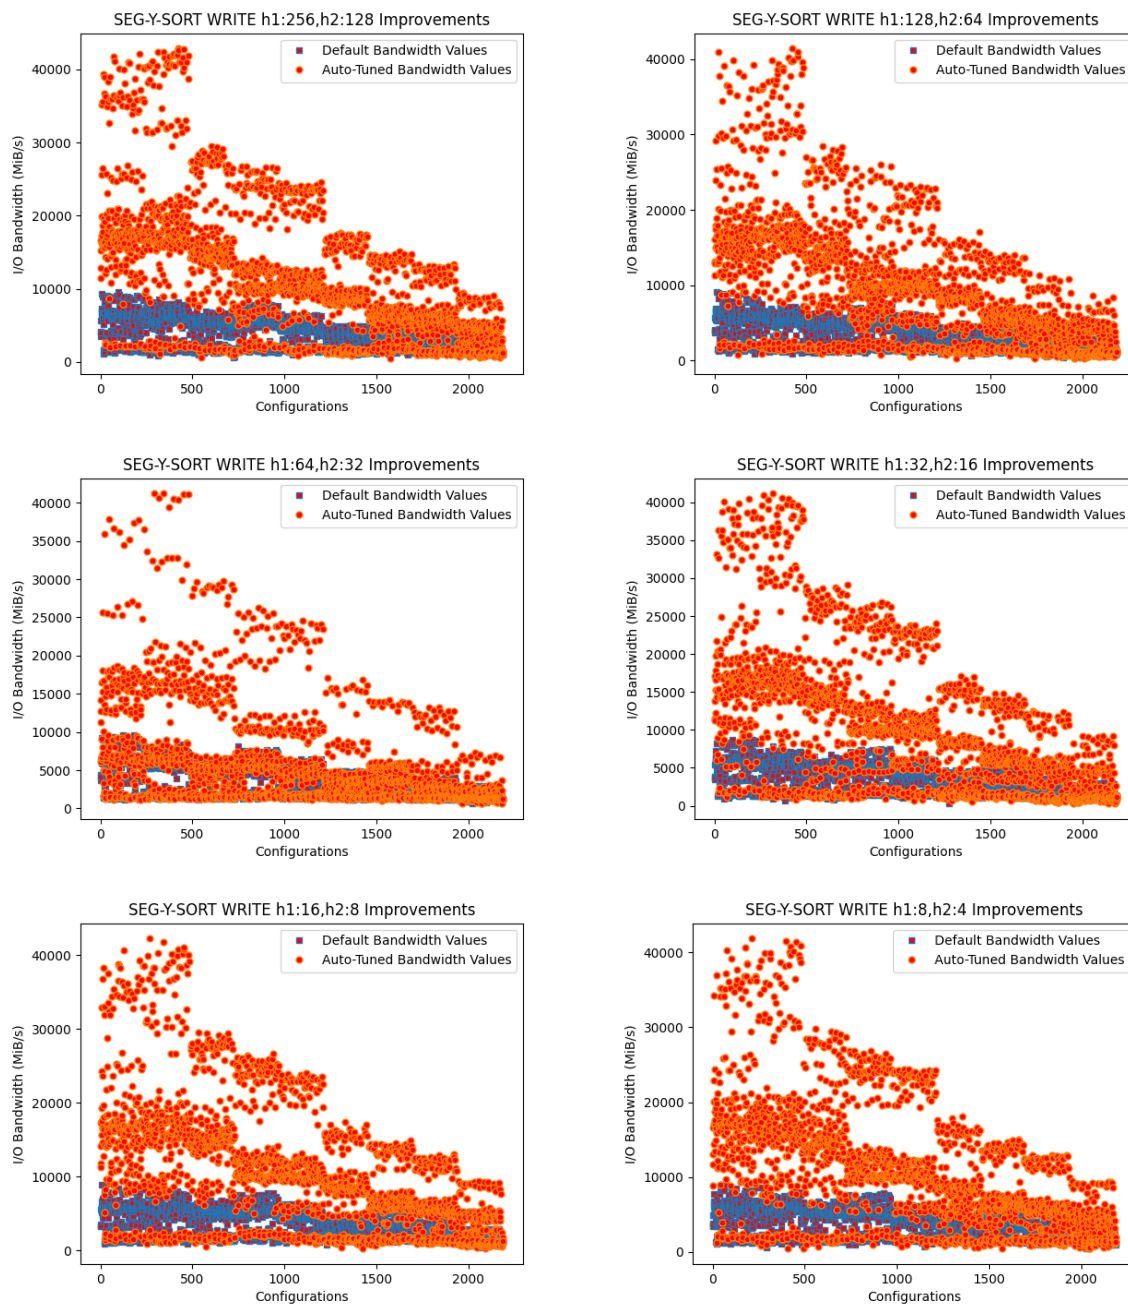 SEG-Y-SORT WRITE h1:256,h2:128 Improvements
Default Bandwidth Values
Auto-Tuned Bandwidth Values
40000
30000
20000
10000
0
I/O Bandwidth (MiB/s)
0 500 1000 1500 2000
Configurations
SEG-Y-SORT WRITE h1:128,h2:64 Improvements
Default Bandwidth Values
Auto-Tuned Bandwidth Values
40000
30000
20000
10000
0
I/O Bandwidth (MiB/s)
0 500 1000 1500 2000
Configurations
SEG-Y-SORT WRITE h1:64,h2:32 Improvements
Default Bandwidth Values
Auto-Tuned Bandwidth Values
40000
35000
30000
25000
20000
15000
10000
5000
0
I/O Bandwidth (MiB/s)
0 500 1000 1500 2000
Configurations
SEG-Y-SORT WRITE h1:32,h2:16 Improvements
Default Bandwidth Values
Auto-Tuned Bandwidth Values
40000
35000
30000
25000
20000
15000
10000
5000
0
I/O Bandwidth (MiB/s)
0 500 1000 1500 2000
Configurations
SEG-Y-SORT WRITE h1:16,h2:8 Improvements
Default Bandwidth Values
Auto-Tuned Bandwidth Values
40000
30000
20000
10000
0
I/O Bandwidth (MiB/s)
0 500 1000 1500 2000
Configurations
SEG-Y-SORT WRITE h1:8,h2:4 Improvements
Default Bandwidth Values
Auto-Tuned Bandwidth Values
40000
30000
20000
10000
0
I/O Bandwidth (MiB/s)
0 500 1000 1500 2000
Configurations